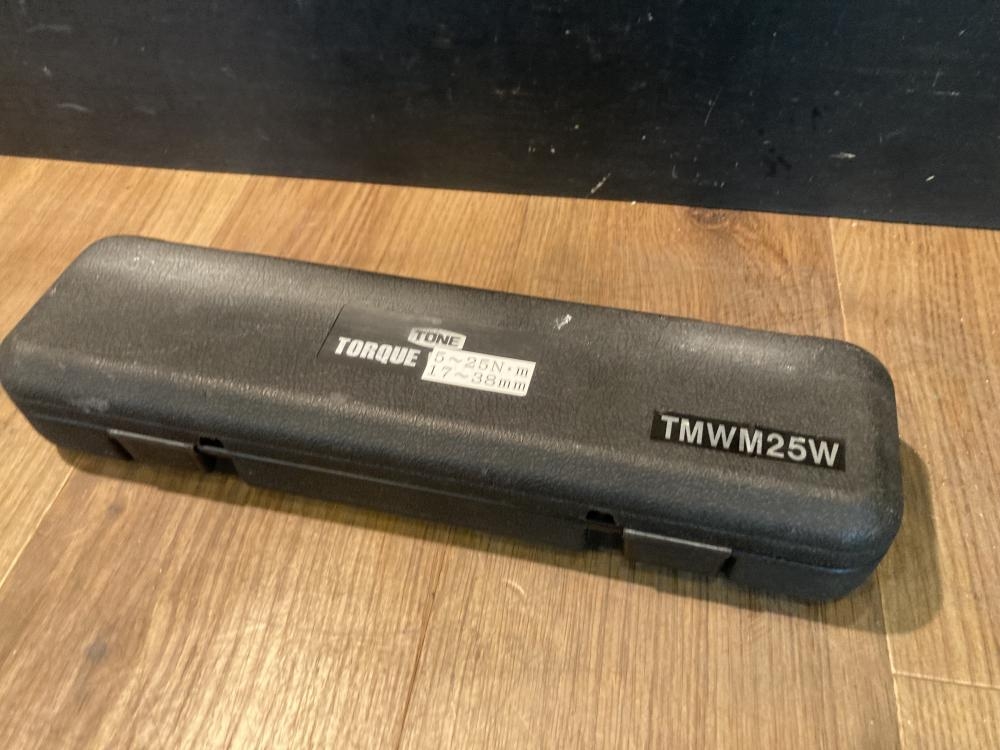 TONE
TORQUE
5~25N·m
17~38mm
TMWM25W